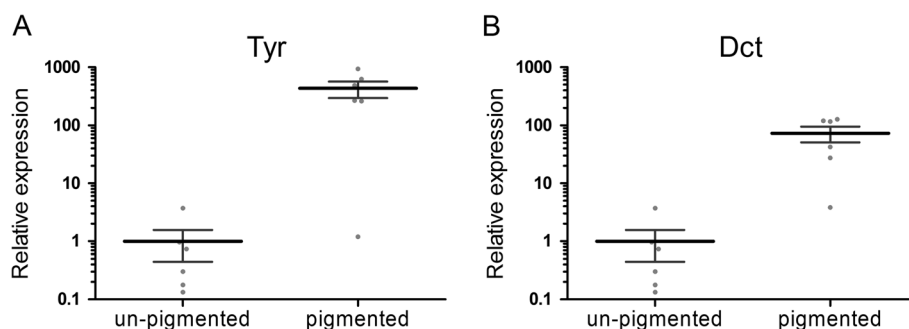 A
Tyr
Relative expression
1000
100
10
1
0.1
un-pigmented
pigmented
B
Dct
Relative expression
1000
100
10
1
0.1
un-pigmented
pigmented